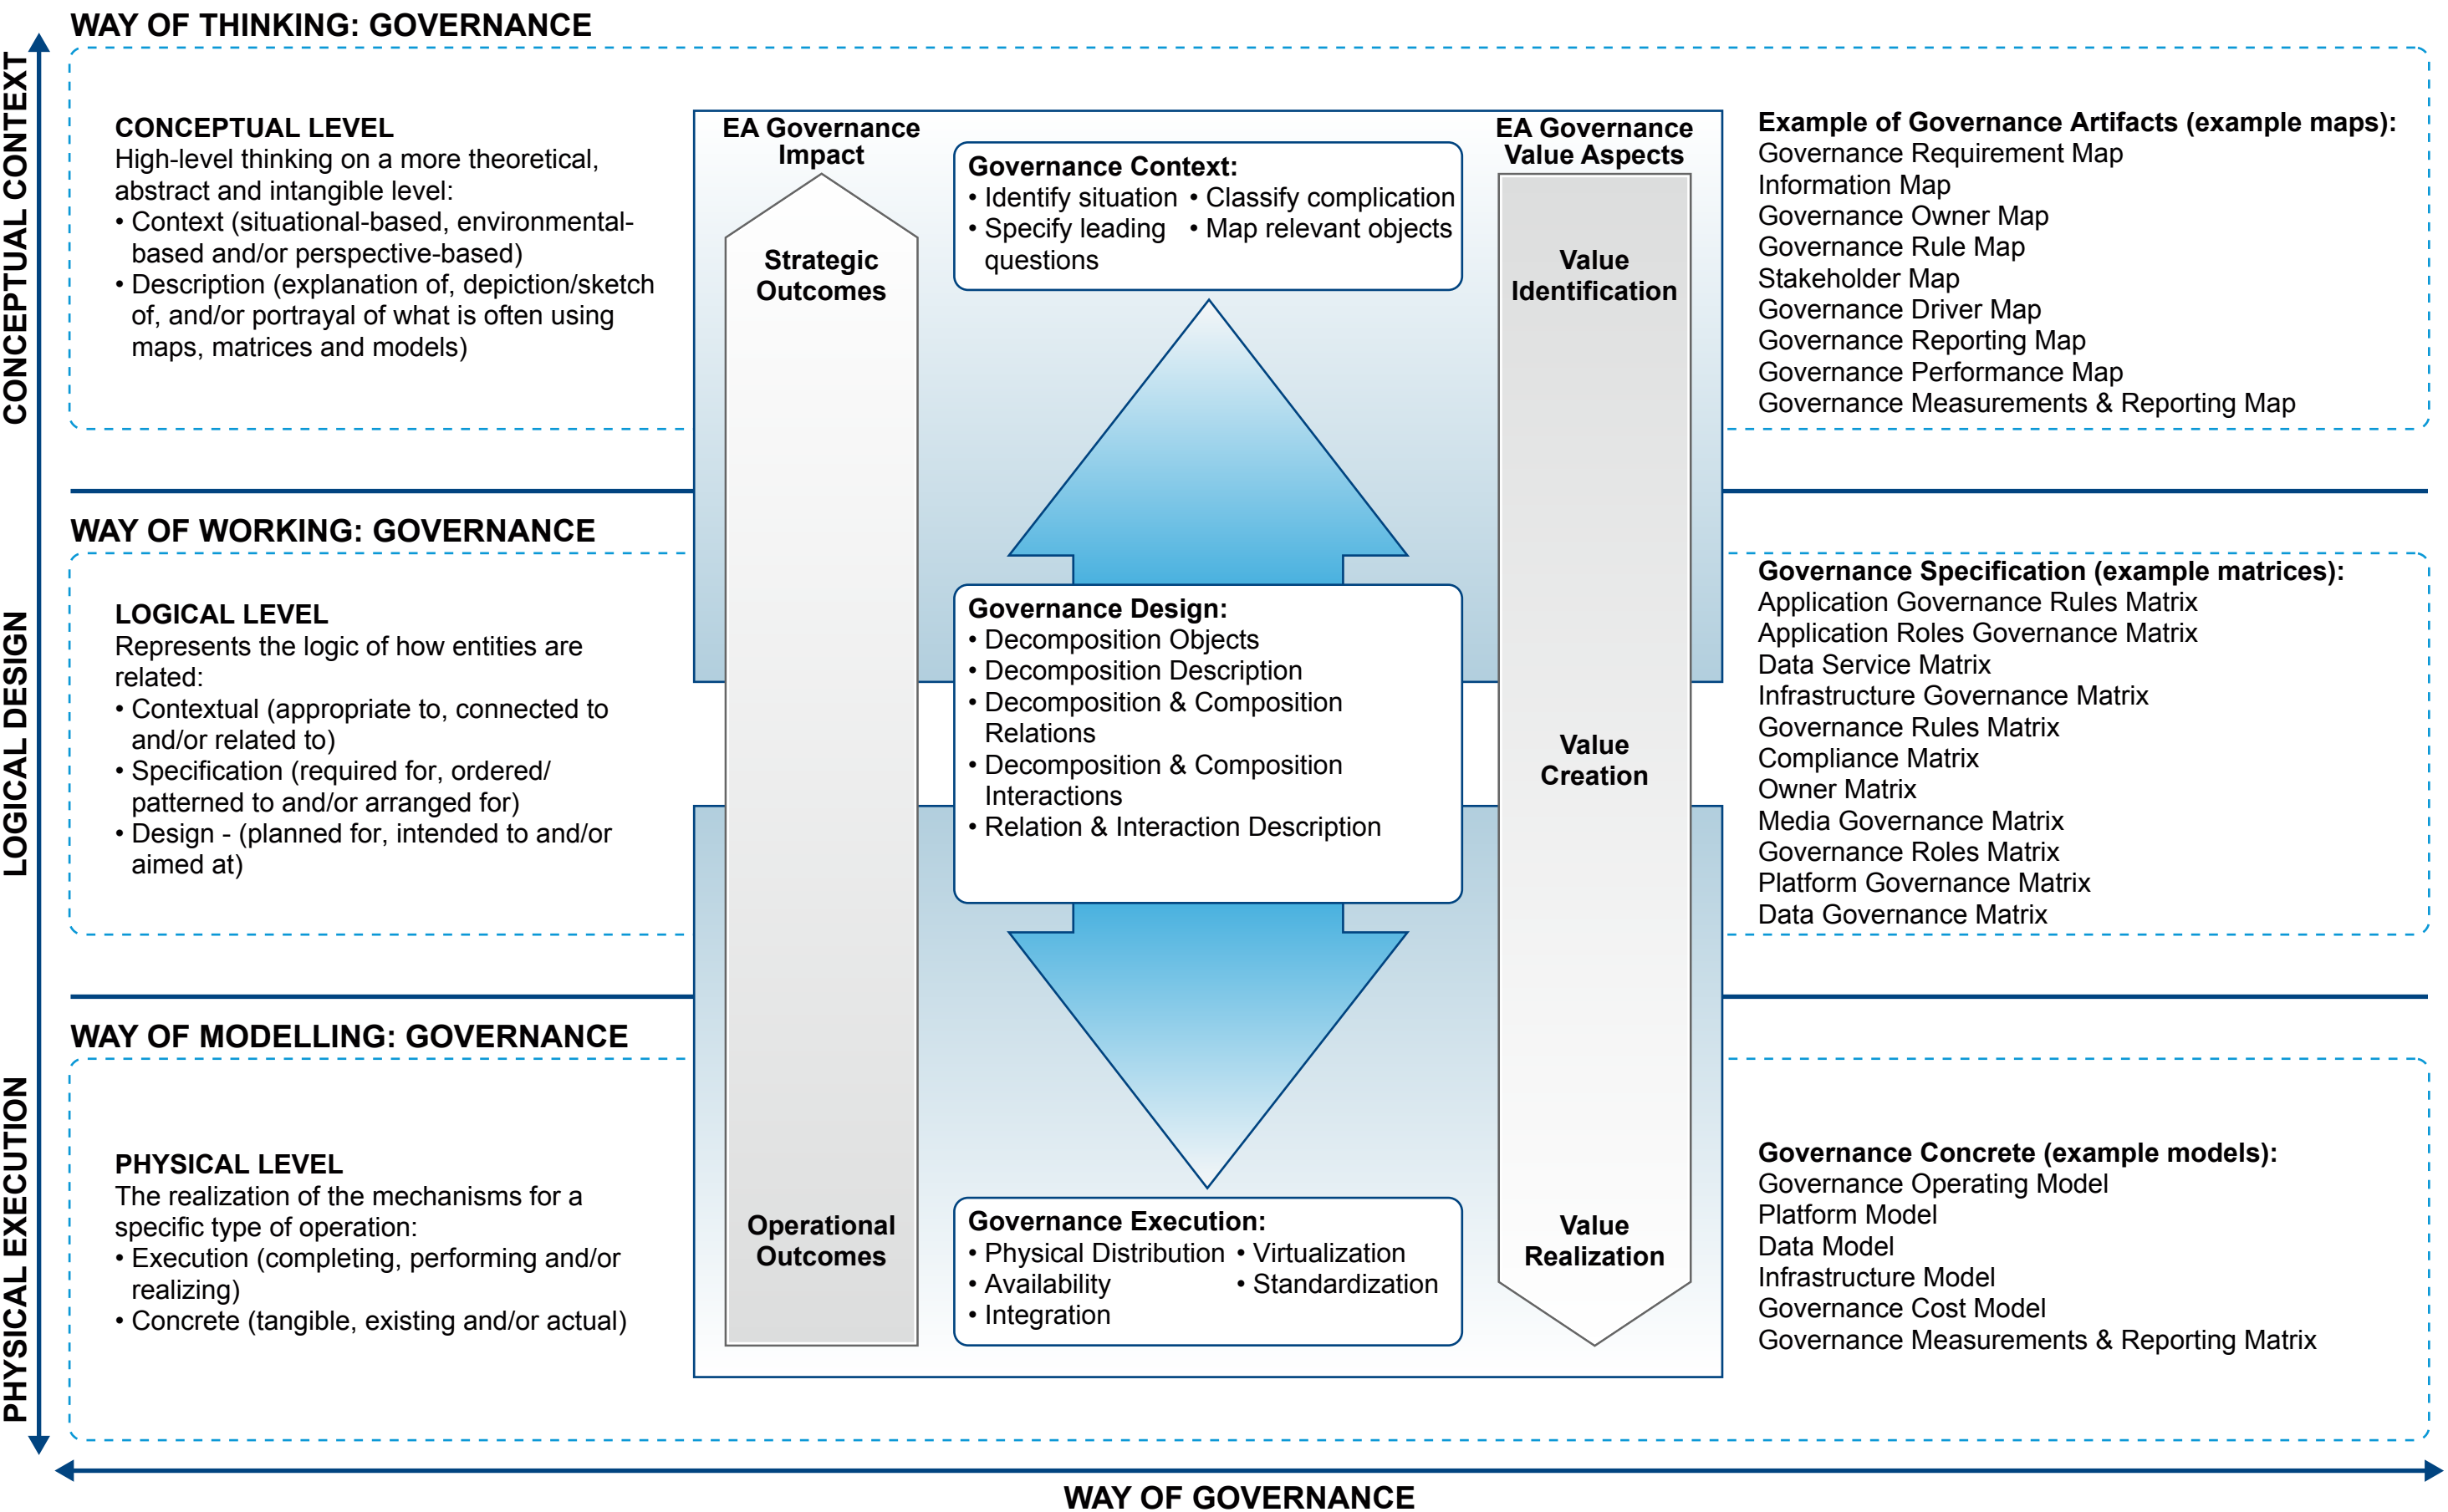 WAY OF THINKING: GOVERNANCE
CONCEPTUAL CONTEXT
CONCEPTUAL LEVEL
High-level thinking on a more theoretical,
abstract and intangible level:
• Context (situational-based, environmental-
based and/or perspective-based)
• Description (explanation of, depiction/sketch
of, and/or portrayal of what is often using
maps, matrices and models)
EA Governance
Impact
Strategic
Outcomes
Governance Context:
• Identify situation • Classify complication
• Specify leading • Map relevant objects
questions
EA Governance
Value Aspects
Value
Identification
Example of Governance Artifacts (example maps):
Governance Requirement Map
Information Map
Governance Owner Map
Governance Rule Map
Stakeholder Map
Governance Driver Map
Governance Reporting Map
Governance Performance Map
Governance Measurements & Reporting Map
WAY OF WORKING: GOVERNANCE
LOGICAL DESIGN
LOGICAL LEVEL
Represents the logic of how entities are
related:
• Contextual (appropriate to, connected to
and/or related to)
• Specification (required for, ordered/
patterned to and/or arranged for)
• Design - (planned for, intended to and/or
aimed at)
Governance Design:
• Decomposition Objects
• Decomposition Description
• Decomposition & Composition
Relations
• Decomposition & Composition
Interactions
• Relation & Interaction Description
Value
Creation
Governance Specification (example matrices):
Application Governance Rules Matrix
Application Roles Governance Matrix
Data Service Matrix
Infrastructure Governance Matrix
Governance Rules Matrix
Compliance Matrix
Owner Matrix
Media Governance Matrix
Governance Roles Matrix
Platform Governance Matrix
Data Governance Matrix
WAY OF MODELLING: GOVERNANCE
PHYSICAL EXECUTION
PHYSICAL LEVEL
The realization of the mechanisms for a
specific type of operation:
• Execution (completing, performing and/or
realizing)
• Concrete (tangible, existing and/or actual)
Operational
Outcomes
Governance Execution:
• Physical Distribution • Virtualization
• Availability • Standardization
• Integration
Value
Realization
Governance Concrete (example models):
Governance Operating Model
Platform Model
Data Model
Infrastructure Model
Governance Cost Model
Governance Measurements & Reporting Matrix
WAY OF GOVERNANCE